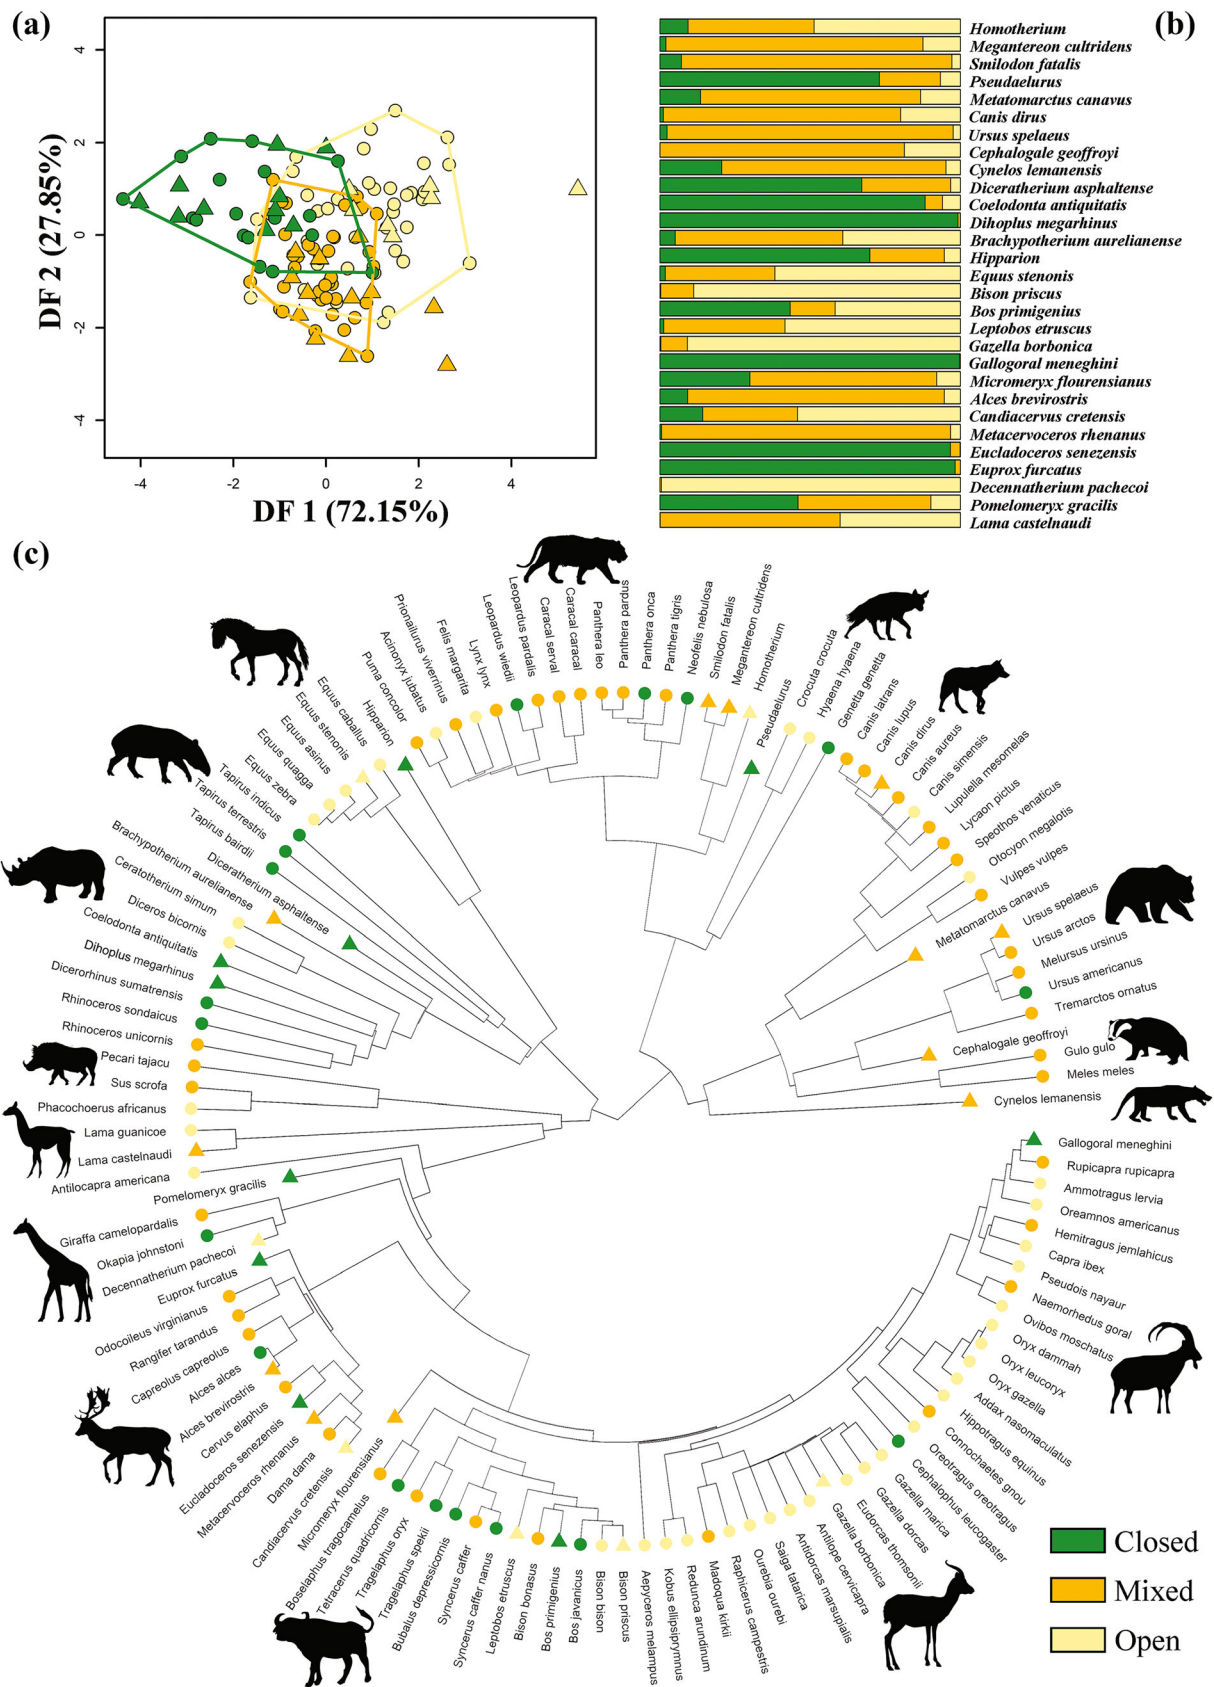 (a)
4
2
0
-2
-4
DF 2 (27.85%)
-4
-2
0
2
4
DF 1 (72.15%)
(b)
Homotherium
Megantereon cultridens
Smilodon fatalis
Pseudaelurus
Metatomarctus canavus
Canis dirus
Ursus spelaeus
Cephalogale geoffroyi
Cynelos lemanensis
Diceratherium asphaltense
Coelodonta antiquitatis
Dihoplus megarhinus
Brachypotherium aurelianense
Hipparion
Equus stenonis
Bison priscus
Bos primigenius
Leptobos etruscus
Gazella borbonica
Gallogoral meneghini
Micromeryx flourensianus
Alces brevirostris
Candiacervus cretensis
Metacervoceros rhenanus
Eucladoceros senezensis
Euprox furcatus
Decennatherium pachecoi
Pomelomeryx gracilis
Lama castelnaudi
(c)
Hipparion
Puma concolor
Acinonyx jubatus
Prionailurus viverrinus
Felis margarita
Lynx lynx
Leopardus wiedii
Leopardus pardalis
Caracal serval
Caracal caracal
Panthera leo
Panthera pardus
Panthera onca
Panthera tigris
Neofelis nebulosa
Smilodon fatalis
Megantereon cultridens
Homotherium
Pseudaelurus
Crocuta crocuta
Hyaena hyaena
Genetta genetta
Canis latrans
Canis lupus
Canis dirus
Canis aureus
Canis simensis
Lupulella mesomelas
Lycaon pictus
Speothos venaticus
Otocyon megalotis
Vulpes vulpes
Metatomarctus canavus
Ursus spelaeus
Ursus arctos
Melursus ursinus
Ursus americanus
Tremarctos ornatus
Cephalogale geoffroyi
Gulo gulo
Meles meles
Cynelos lemanensis
Gallogoral meneghini
Rupicapra rupicapra
Ammotragus lervia
Oreamnos americanus
Hemitragus jemlahicus
Capra ibex
Pseudois nayaur
Naemorhedus goral
Ovibos moschatus
Oryx dammah
Oryx leucoryx
Oryx gazella
Addax nasomaculatus
Hippotragus equinus
Connochaetes gnou
Oreotragus oreotragus
Cephalophus leucogaster
Gazella marica
Gazella dorcas
Eudorcas thomsonii
Gazella borbonica
Antilope cervicapra
Antidorcas marsupialis
Saiga tatarica
Ourebia ourebi
Raphicerus campestris
Madoqua kirkii
Redunca arundinum
Kobus ellipsiprymnus
Aepyceros melampus
Bison priscus
Bison bison
Bos javanicus
Bos primigenius
Bison bonasus
Leptobos etruscus
Syncerus caffer nanus
Syncerus caffer
Bubalus depressicornis
Tragelaphus spekii
Tragelaphus oryx
Tetracerus quadricornis
Boselaphus tragocamelus
Micromeryx flourensianus
Candiacervus cretensis
Dama dama
Metacervoceros rhenanus
Eucladoceros senezensis
Cervus elaphus
Alces brevirostris
Alces alces
Capreolus capreolus
Rangifer tarandus
Odocoileus virginianus
Euprox furcatus
Decennatherium pachecoi
Okapia johnstoni
Giraffa camelopardalis
Pomelomeryx gracilis
Antilocapra americana
Lama castelnaudi
Lama guanicoe
Phacochoerus africanus
Sus scrofa
Pecari tajacu
Rhinoceros unicornis
Rhinoceros sondaicus
Dicerorhinus sumatrensis
Dihoplus megarhinus
Coelodonta antiquitatis
Diceros bicornis
Ceratotherium simum
Brachypotherium aurelianense
Diceratherium asphaltense
Tapirus bairdii
Tapirus terrestris
Tapirus indicus
Equus zebra
Equus quagga
Equus asinus
Equus stenonis
Equus caballus
Closed
Mixed
Open